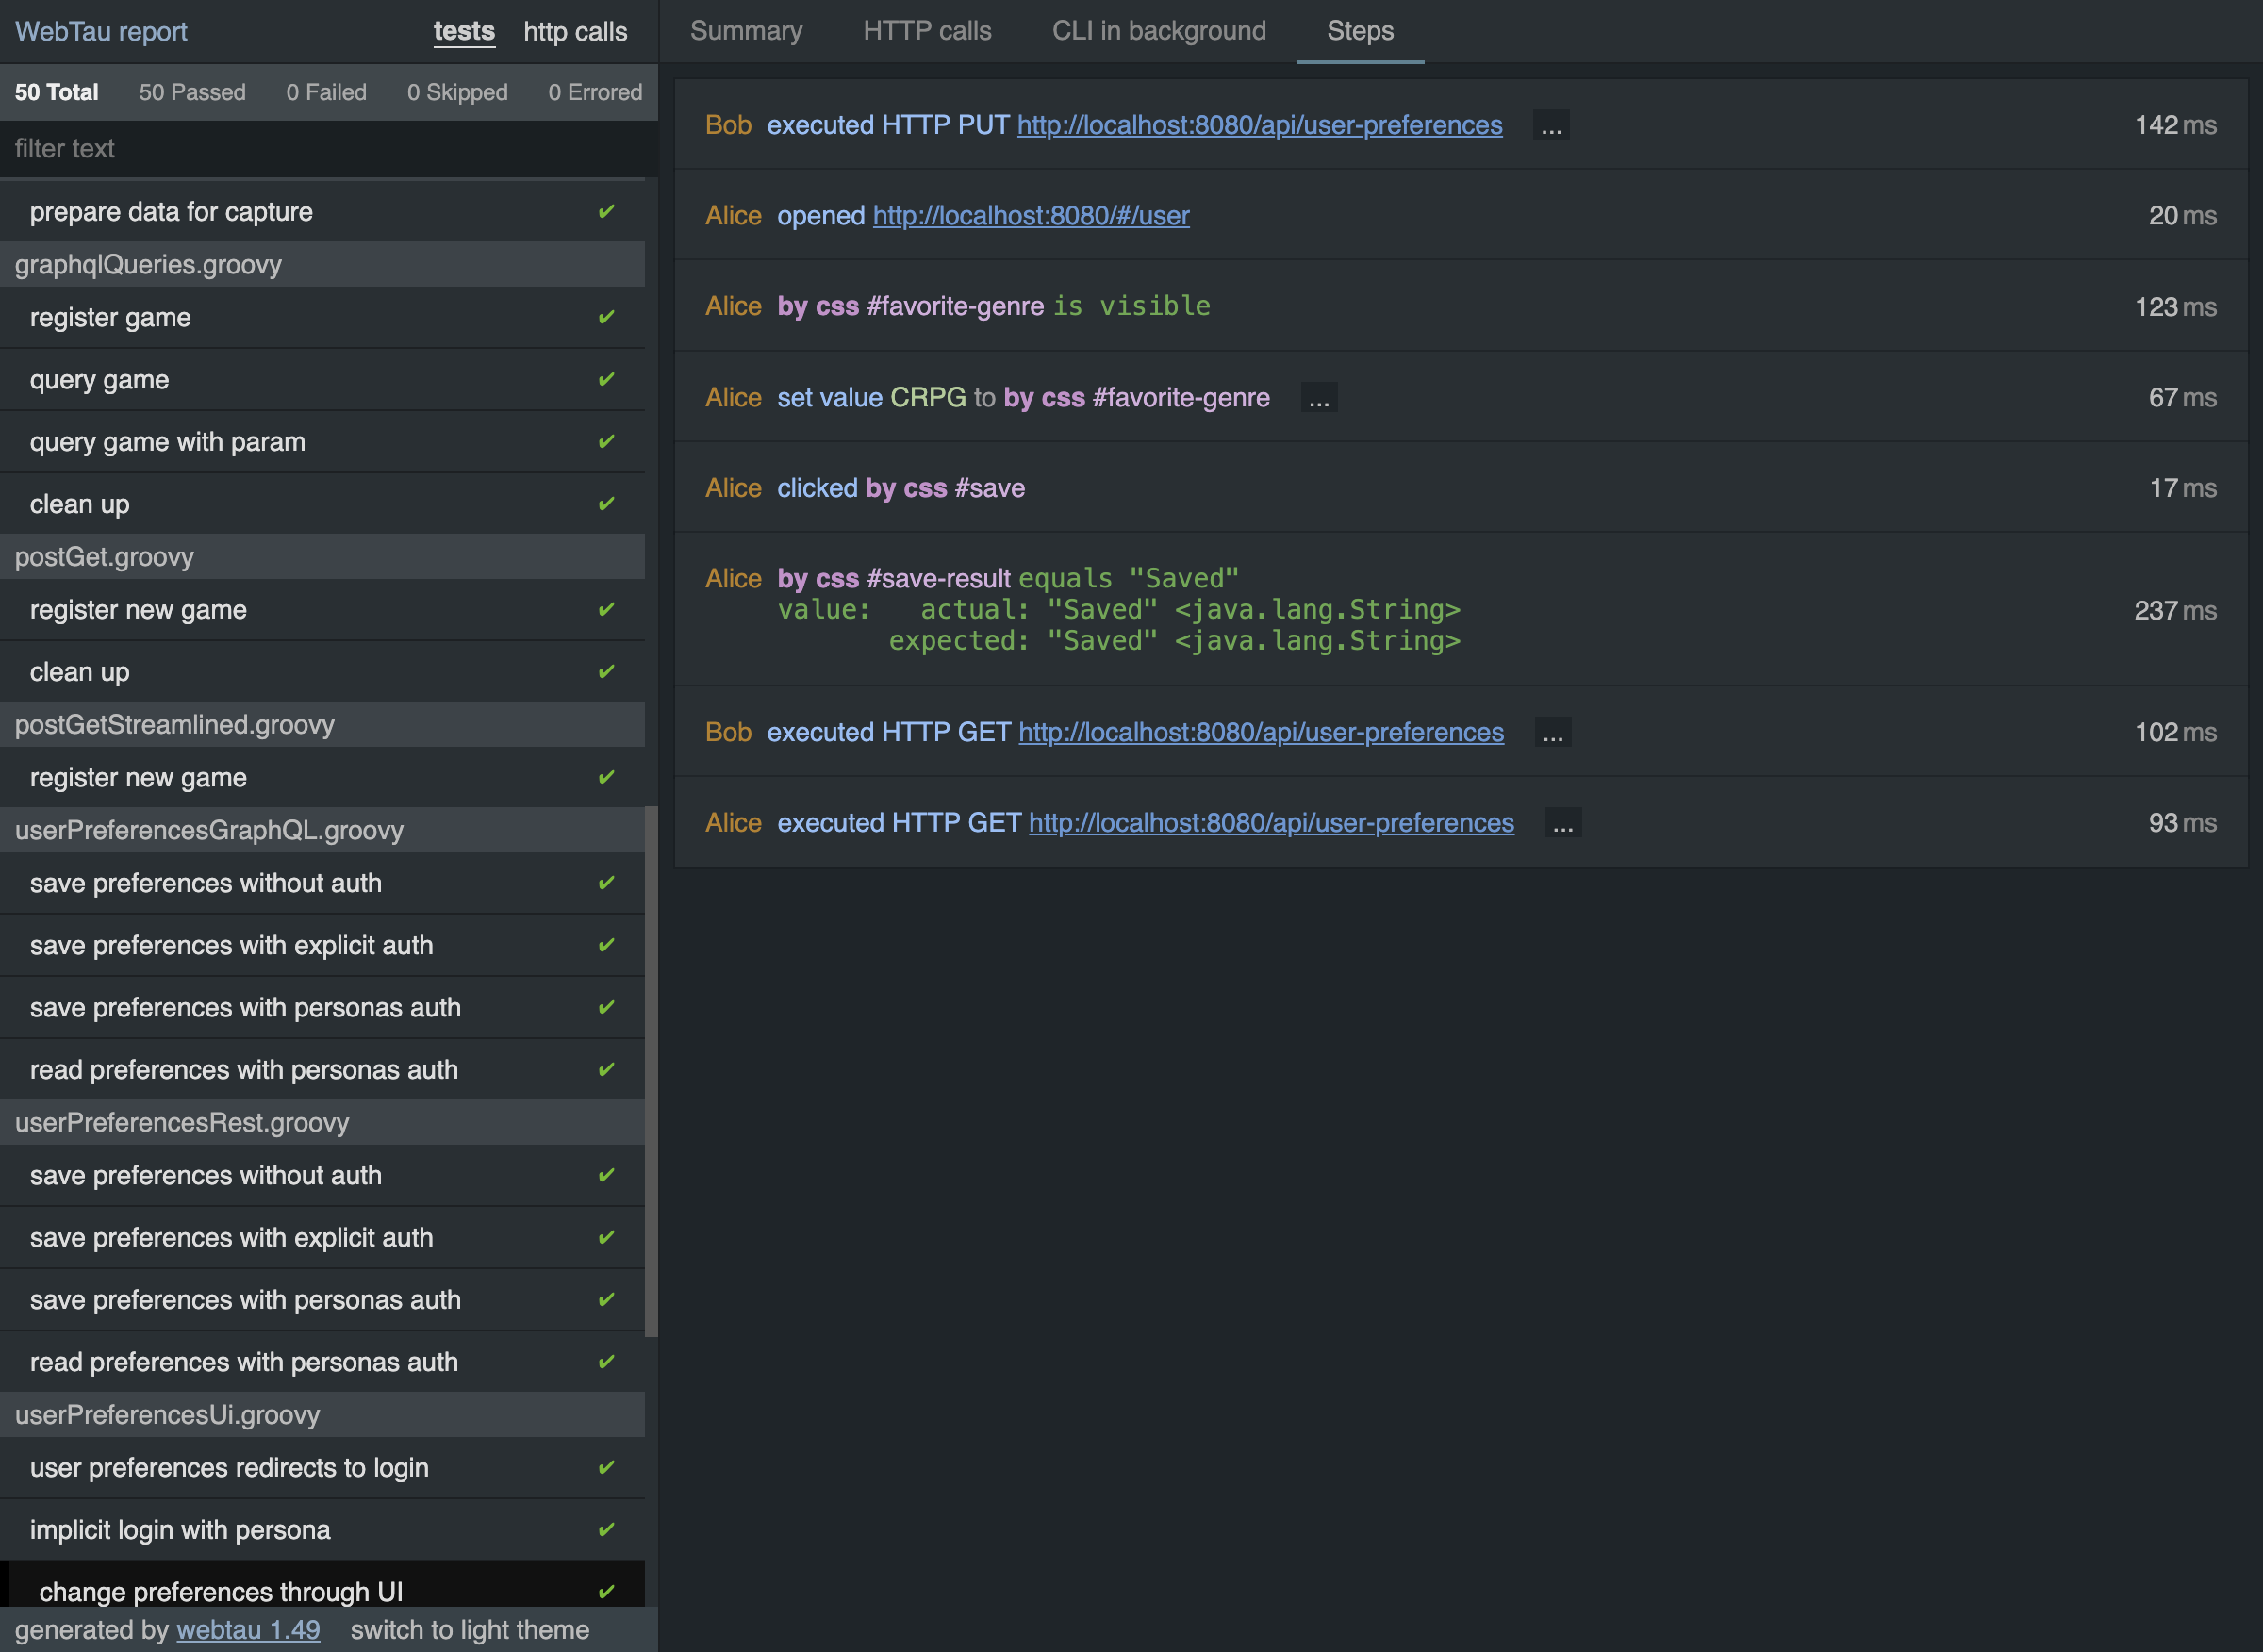 WebTau report tests http calls
50 Total 50 Passed 0 Failed 0 Skipped 0 Errored
filter text
prepare data for capture ✔
graphqlQueries.groovy
register game ✔
query game ✔
query game with param ✔
clean up ✔
postGet.groovy
register new game ✔
clean up ✔
postGetStreamlined.groovy
register new game ✔
userPreferencesGraphQL.groovy
save preferences without auth ✔
save preferences with explicit auth ✔
save preferences with personas auth ✔
read preferences with personas auth ✔
userPreferencesRest.groovy
save preferences without auth ✔
save preferences with explicit auth ✔
save preferences with personas auth ✔
read preferences with personas auth ✔
userPreferencesUi.groovy
user preferences redirects to login ✔
implicit login with persona ✔
change preferences through UI ✔
generated by webtau 1.49 switch to light theme
Summary HTTP calls CLI in background Steps
Bob executed HTTP PUT http://localhost:8080/api/user-preferences ... 142 ms
Alice opened http://localhost:8080/#/user 20 ms
Alice by css #favorite-genre is visible 123 ms
Alice set value CRPG to by css #favorite-genre ... 67 ms
Alice clicked by css #save 17 ms
Alice by css #save-result equals "Saved"
value: actual: "Saved" <java.lang.String> 237 ms
expected: "Saved" <java.lang.String>
Bob executed HTTP GET http://localhost:8080/api/user-preferences ... 102 ms
Alice executed HTTP GET http://localhost:8080/api/user-preferences ... 93 ms